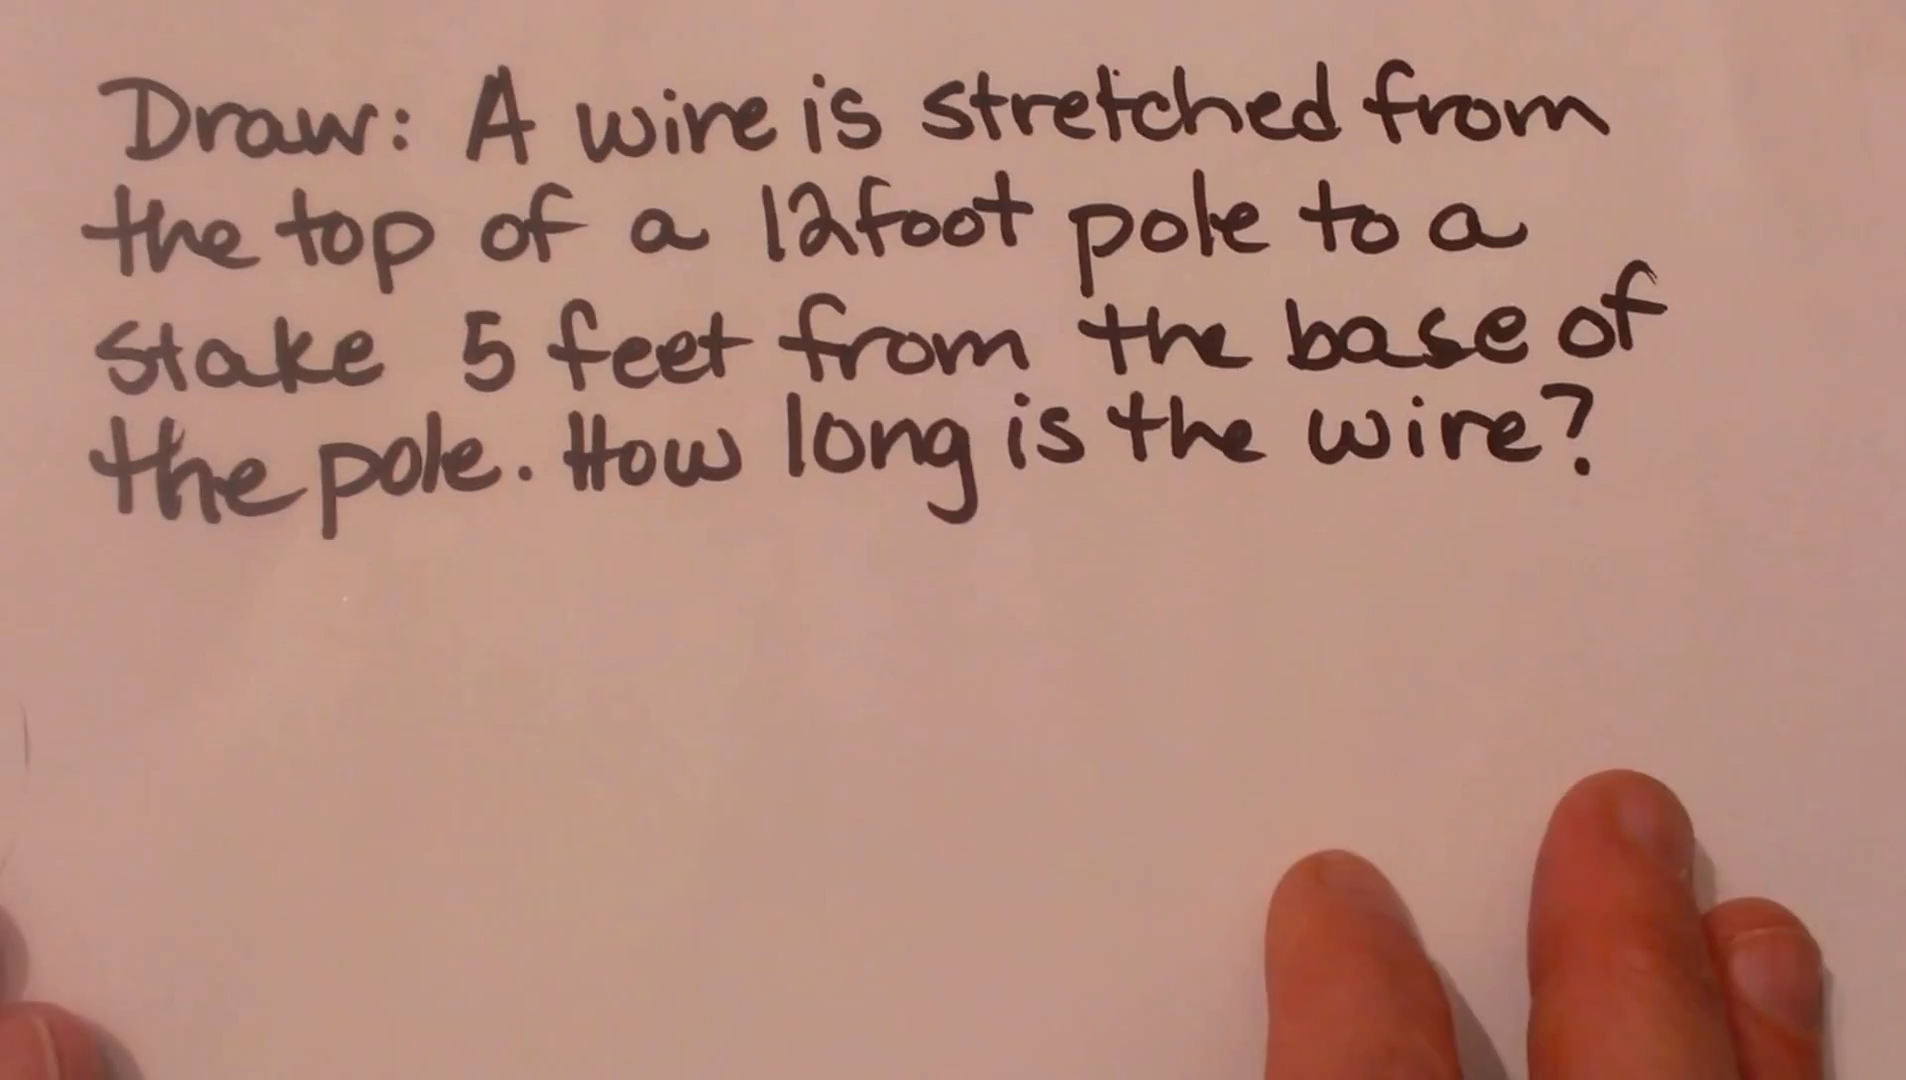 Draw: A wire is stretched from
the top of a 12foot pole to a
stake 5 feet from the base of
the pole. How long is the wire?